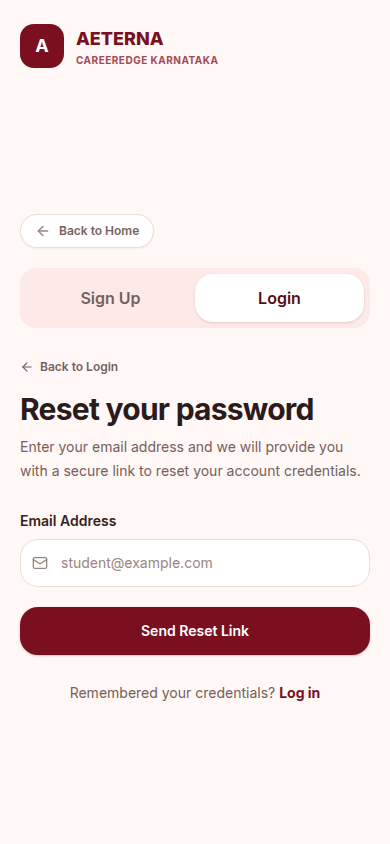 A
AETERNA
CAREEREDGE KARNATAKA
Back to Home
Sign Up
Login
Back to Login
Reset your password
Enter your email address and we will provide you
with a secure link to reset your account credentials.
Email Address
student@example.com
Send Reset Link
Remembered your credentials? Log in